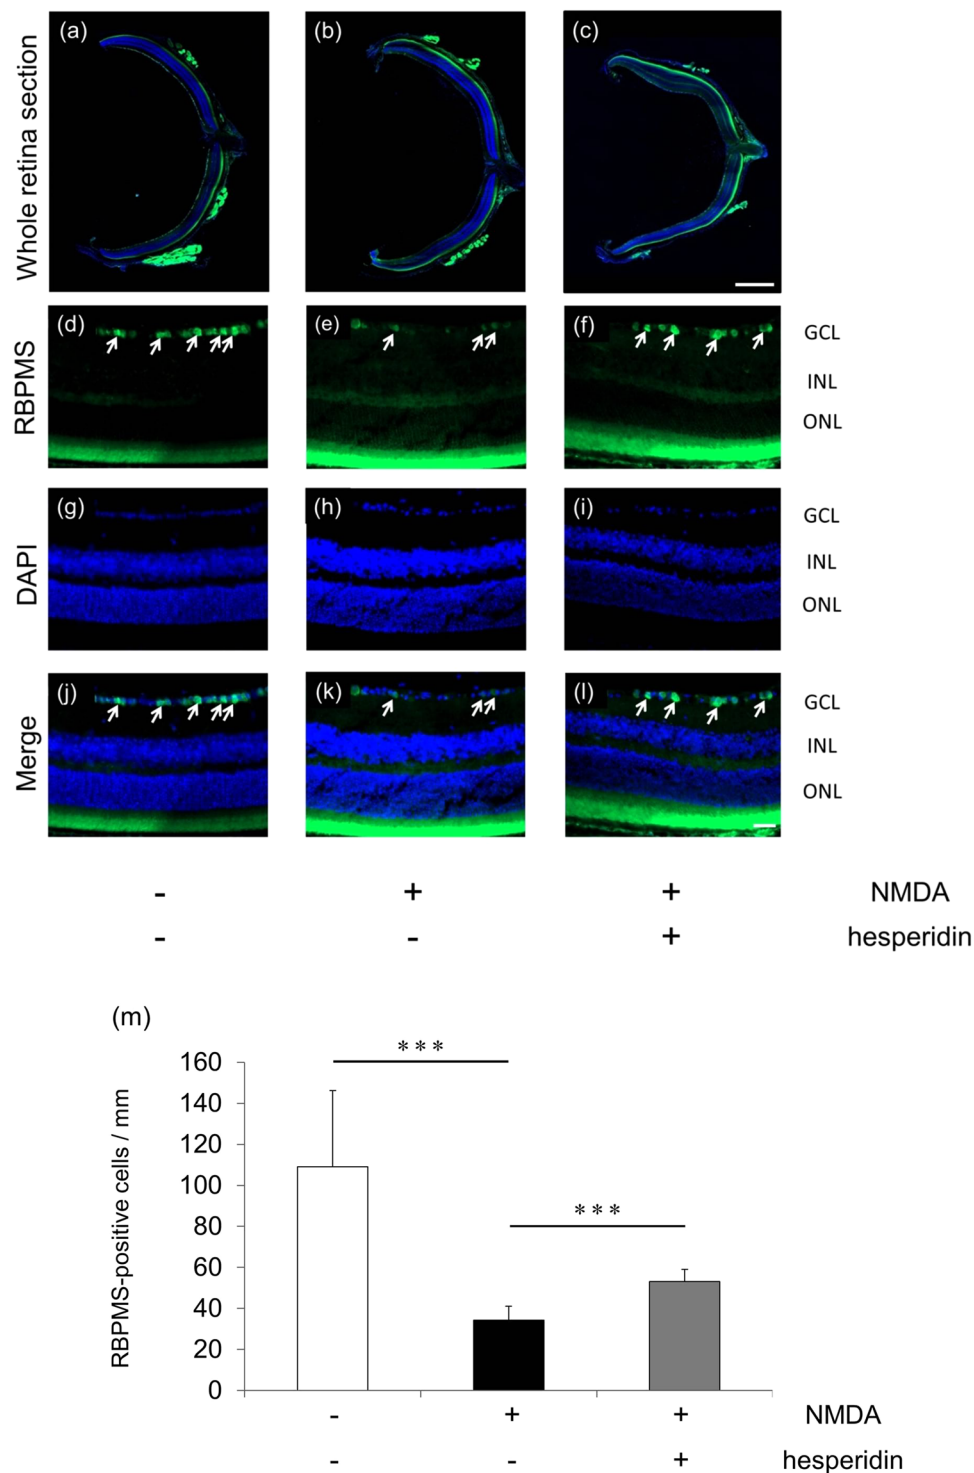 Whole retina section
(a)
(b)
(c)
RBPMS
(d)
(e)
(f)
GCL
INL
ONL
DAPI
(g)
(h)
(i)
GCL
INL
ONL
Merge
(j)
(k)
(l)
GCL
INL
ONL
- + + NMDA
- - + hesperidin
(m)
RBPMS-positive cells / mm
160
140
120
100
80
60
40
20
0
***
***
- + + NMDA
- - + hesperidin